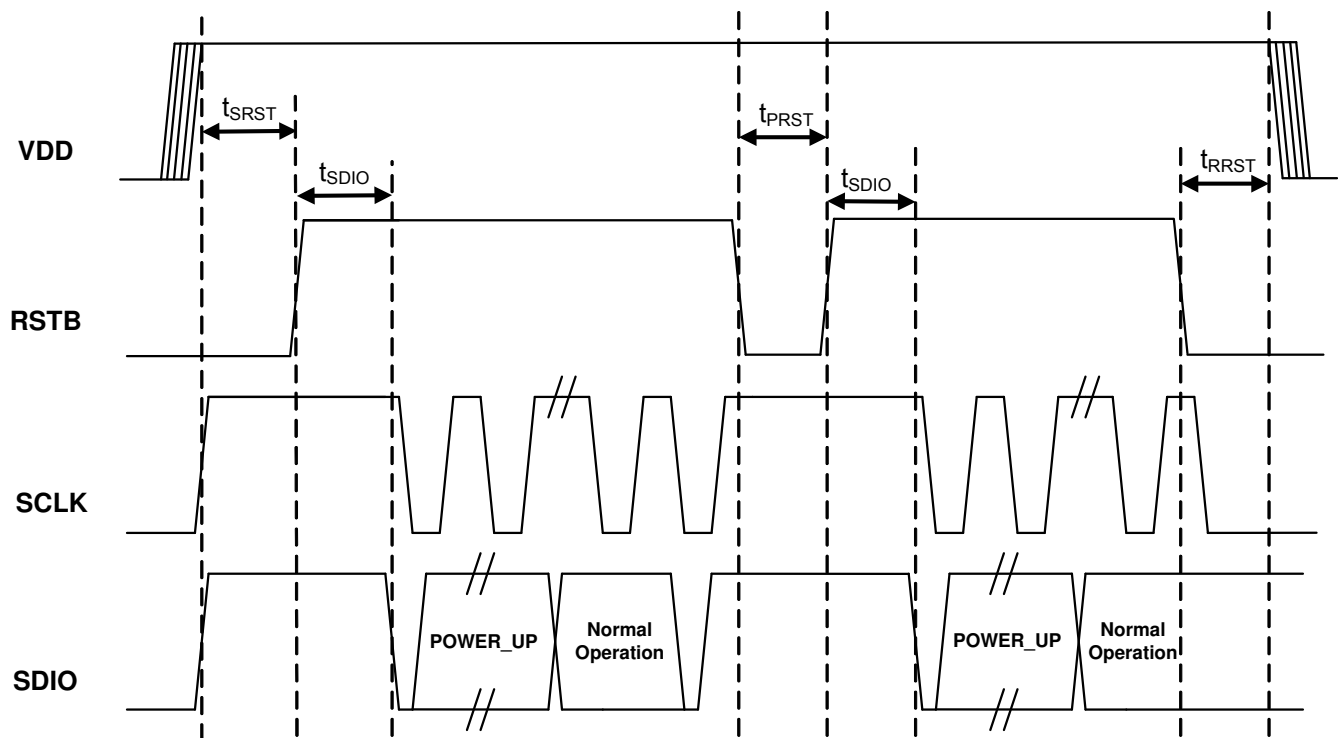 VDD
tSRST
tSDIO
tPRST
tSDIO
tRRST
RSTB
SCLK
SDIO
POWER_UP
Normal
Operation
POWER_UP
Normal
Operation